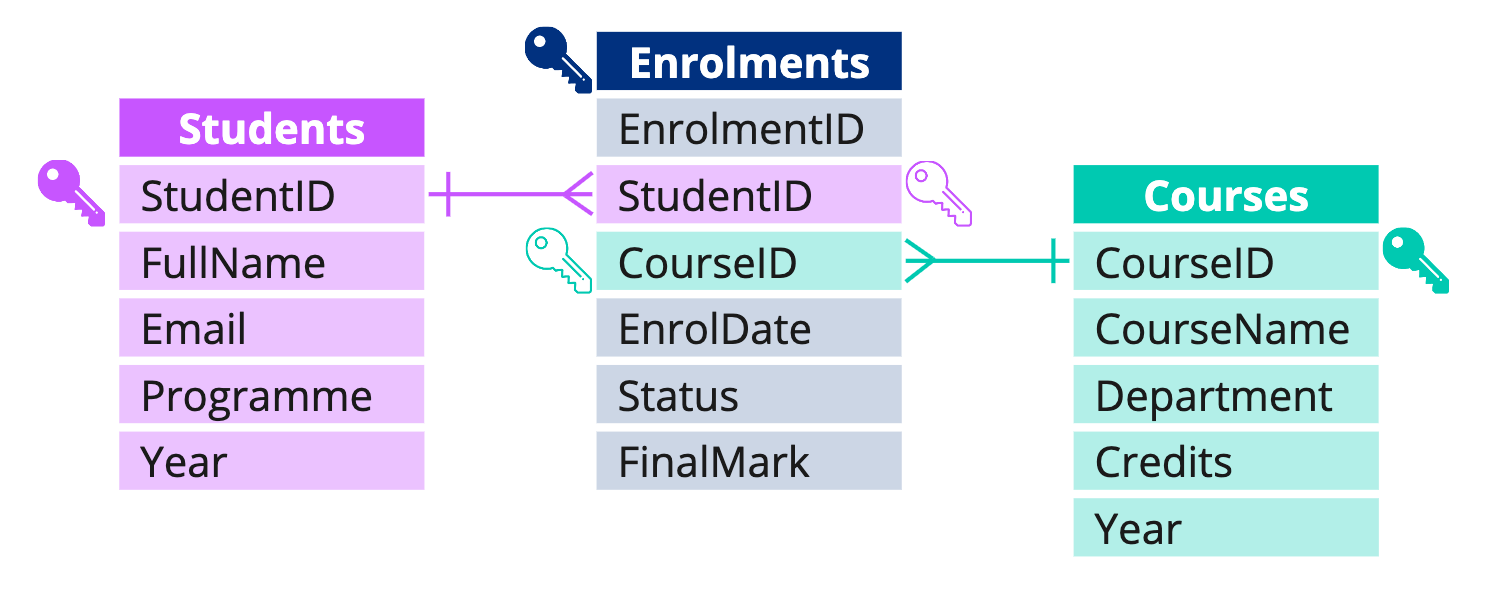 Students
StudentID
FullName
Email
Programme
Year
Enrolments
EnrolmentID
StudentID
CourseID
EnrolDate
Status
FinalMark
Courses
CourseID
CourseName
Department
Credits
Year